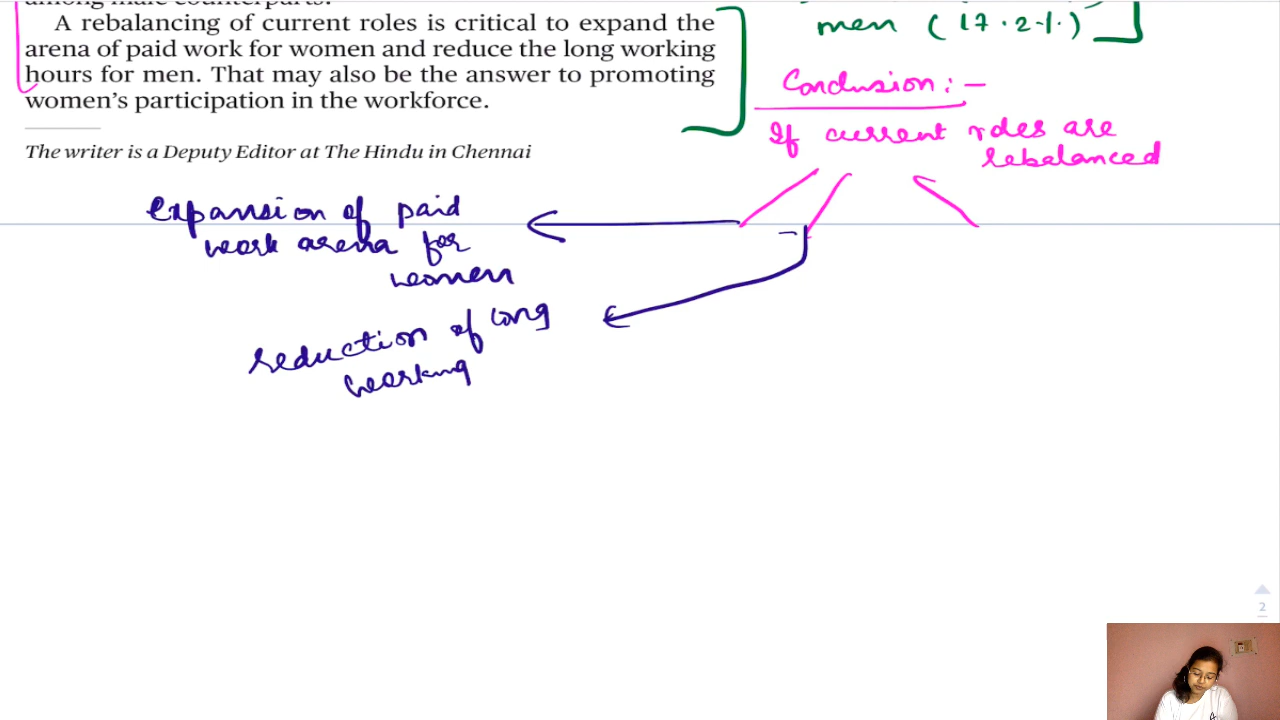 among male counterparts.
A rebalancing of current roles is critical to expand the
arena of paid work for women and reduce the long working
hours for men. That may also be the answer to promoting
women's participation in the workforce.
The writer is a Deputy Editor at The Hindu in Chennai
men (17.2%)
Conclusion:-
If current roles are
rebalanced
expansion of paid
work arena for
women
reduction of long
working
2